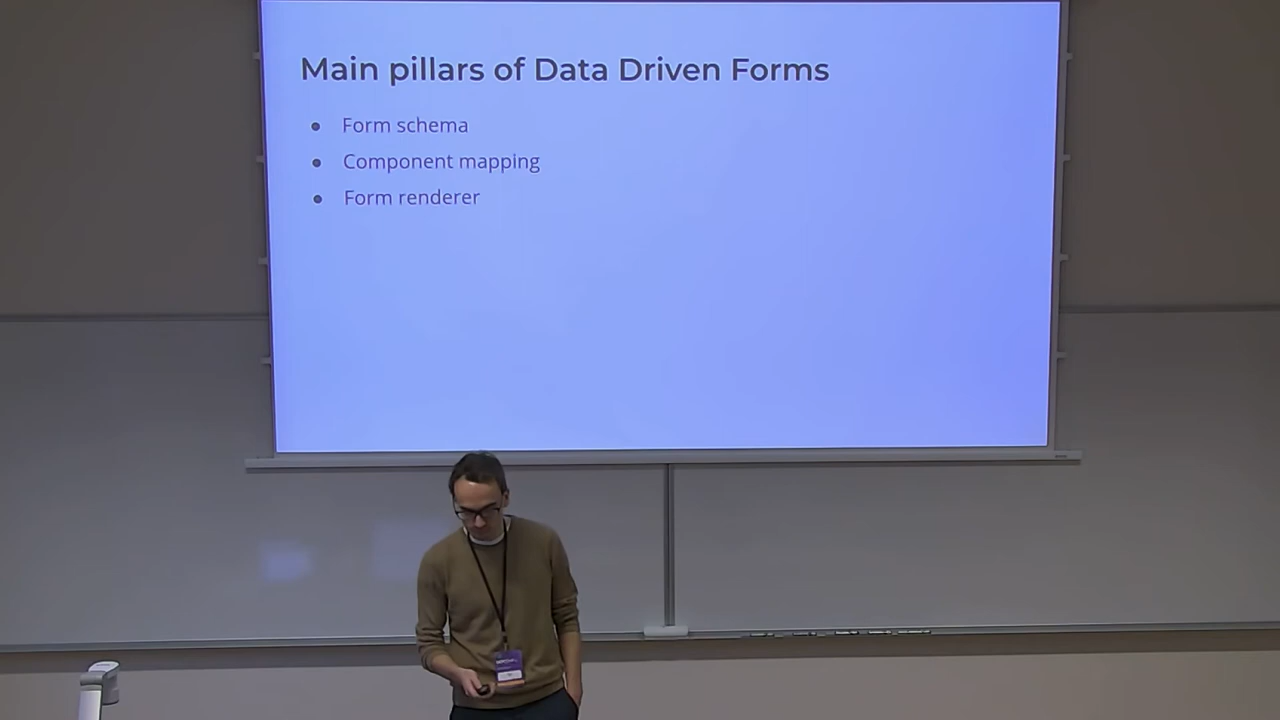 Main pillars of Data Driven Forms
Form schema
Component mapping
Form renderer